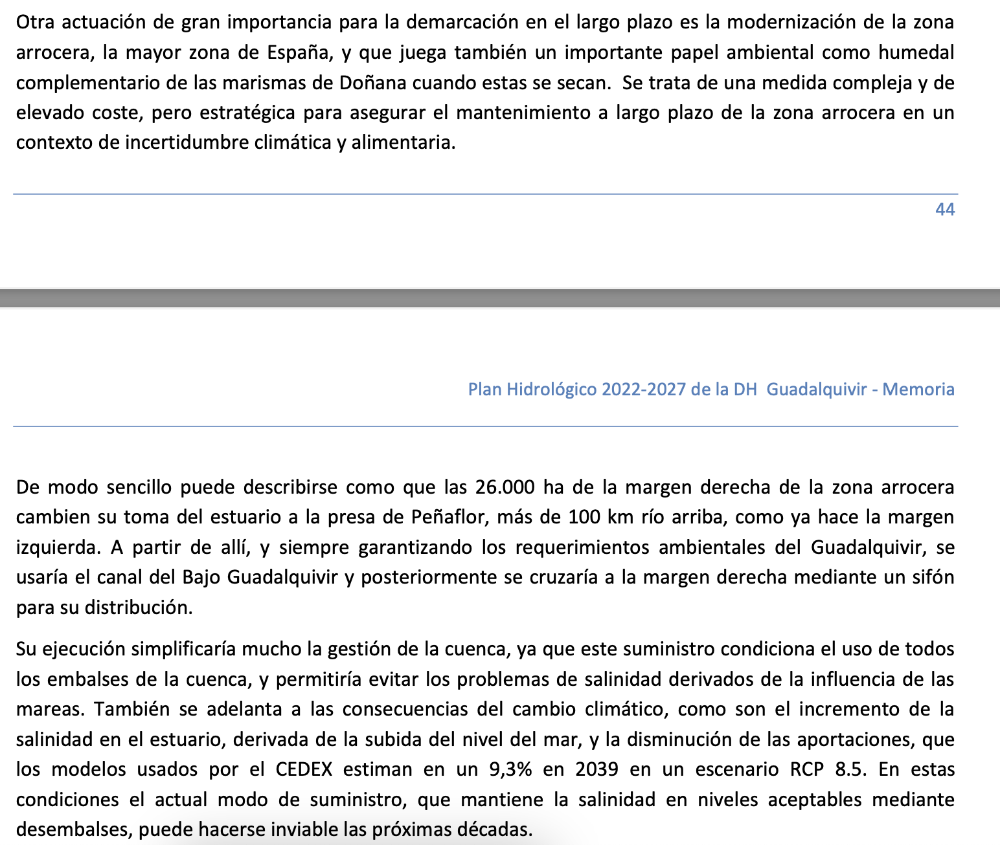 Otra actuación de gran importancia para la demarcación en el largo plazo es la modernización de la zona
arrocera, la mayor zona de España, y que juega también un importante papel ambiental como humedal
complementario de las marismas de Doñana cuando estas se secan. Se trata de una medida compleja y de
elevado coste, pero estratégica para asegurar el mantenimiento a largo plazo de la zona arrocera en un
contexto de incertidumbre climática y alimentaria.
44
Plan Hidrológico 2022-2027 de la DH Guadalquivir - Memoria
De modo sencillo puede describirse como que las 26.000 ha de la margen derecha de la zona arrocera
cambien su toma del estuario a la presa de Peñaflor, más de 100 km río arriba, como ya hace la margen
izquierda. A partir de allí, y siempre garantizando los requerimientos ambientales del Guadalquivir, se
usaría el canal del Bajo Guadalquivir y posteriormente se cruzaría a la margen derecha mediante un sifón
para su distribución.
Su ejecución simplificaría mucho la gestión de la cuenca, ya que este suministro condiciona el uso de todos
los embalses de la cuenca, y permitiría evitar los problemas de salinidad derivados de la influencia de las
mareas. También se adelanta a las consecuencias del cambio climático, como son el incremento de la
salinidad en el estuario, derivada de la subida del nivel del mar, y la disminución de las aportaciones, que
los modelos usados por el CEDEX estiman en un 9,3% en 2039 en un escenario RCP 8.5. En estas
condiciones el actual modo de suministro, que mantiene la salinidad en niveles aceptables mediante
desembalses, puede hacerse inviable las próximas décadas.